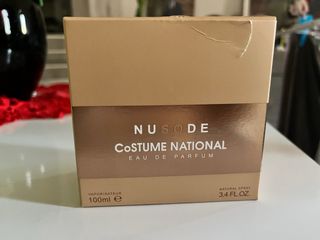 NUSODE
CoSTUME NATIONAL
EAU DE PARFUM
VAPORISATEUR NATURAL SPRAY
100ml ℮ 3.4 FL.OZ.